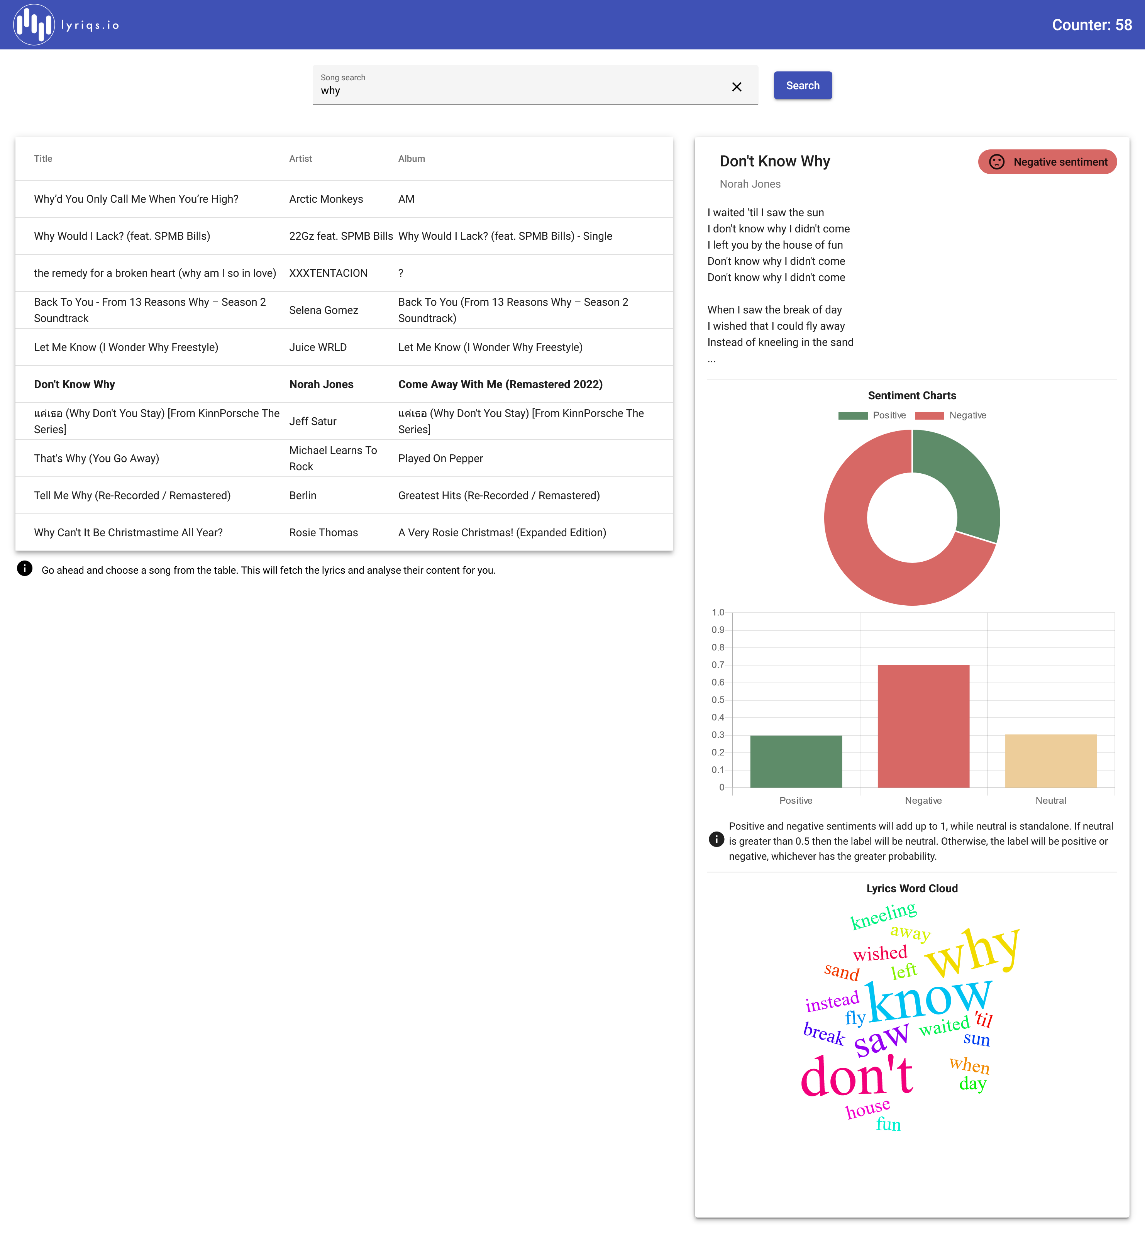 lyriqs.io
Counter: 58
Song search
why
Search
Title Artist Album
Why'd You Only Call Me When You're High? Arctic Monkeys AM
Why Would I Lack? (feat. SPMB Bills) 22Gz feat. SPMB Bills Why Would I Lack? (feat. SPMB Bills) - Single
the remedy for a broken heart (why am I so in love) XXXTENTACION ?
Back To You - From 13 Reasons Why – Season 2
Soundtrack
Selena Gomez
Back To You (From 13 Reasons Why – Season 2
Soundtrack)
Let Me Know (I Wonder Why Freestyle) Juice WRLD Let Me Know (I Wonder Why Freestyle)
Don't Know Why Norah Jones Come Away With Me (Remastered 2022)
แค่เธอ (Why Don't You Stay) [From KinnPorsche The
Series]
Jeff Satur
แค่เธอ (Why Don't You Stay) [From KinnPorsche The
Series]
That's Why (You Go Away)
Michael Learns To
Rock
Played On Pepper
Tell Me Why (Re-Recorded / Remastered) Berlin Greatest Hits (Re-Recorded / Remastered)
Why Can't It Be Christmastime All Year? Rosie Thomas A Very Rosie Christmas! (Expanded Edition)
Go ahead and choose a song from the table. This will fetch the lyrics and analyse their content for you.
Don't Know Why
Negative sentiment
Norah Jones
I waited 'til I saw the sun
I don't know why I didn't come
I left you by the house of fun
Don't know why I didn't come
Don't know why I didn't come
When I saw the break of day
I wished that I could fly away
Instead of kneeling in the sand
...
Sentiment Charts
Positive Negative
1.0
0.9
0.8
0.7
0.6
0.5
0.4
0.3
0.2
0.1
0
Positive Negative Neutral
Positive and negative sentiments will add up to 1, while neutral is standalone. If neutral
is greater than 0.5 then the label will be neutral. Otherwise, the label will be positive or
negative, whichever has the greater probability.
Lyrics Word Cloud
kneeling
away
why
wished
sand
left
know
instead
fly
'til
waited
break
saw
sun
don't
when
day
house
fun